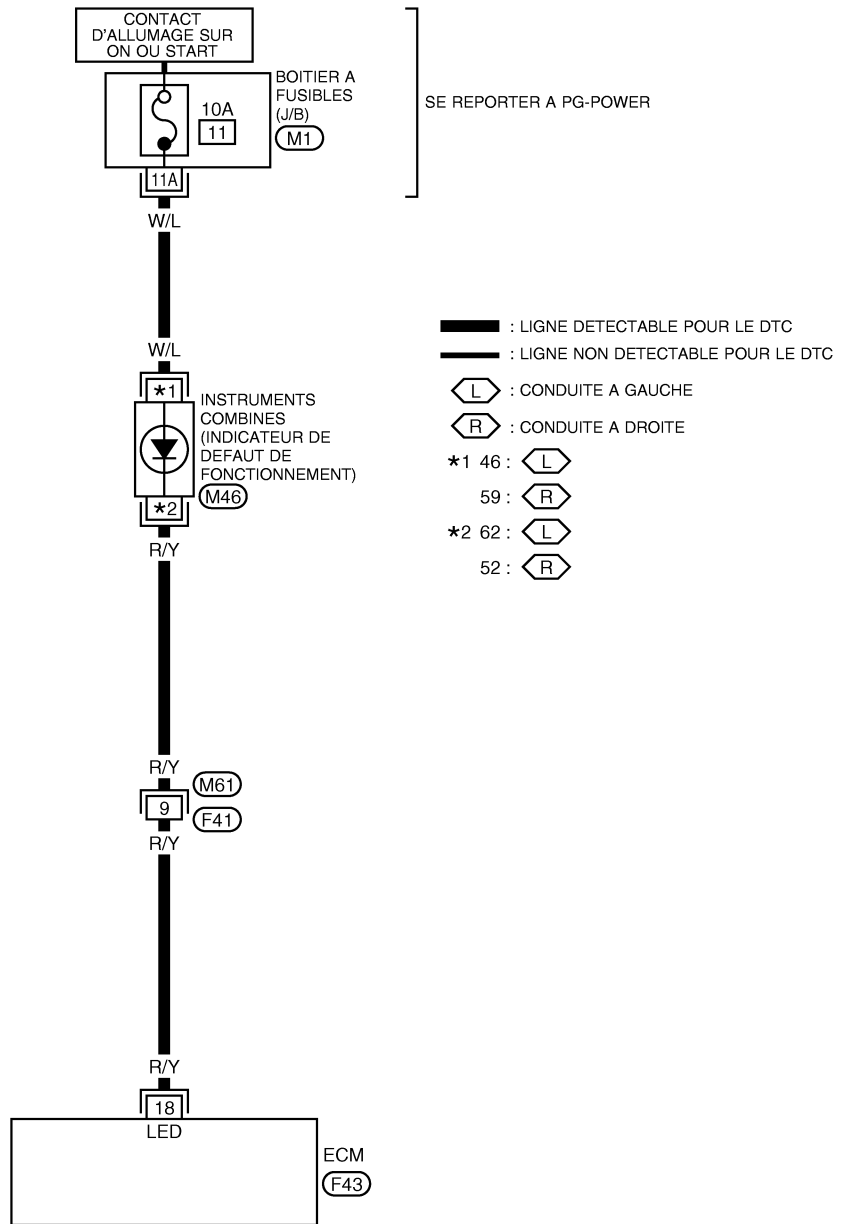 CONTACT
D'ALLUMAGE SUR
ON OU START
BOITIER A
FUSIBLES
(J/B)
M1
10A
11
11A
SE REPORTER A PG-POWER
W/L
W/L
*1
INSTRUMENTS
COMBINES
(INDICATEUR DE
DEFAUT DE
FONCTIONNEMENT)
M46
*2
R/Y
: LIGNE DETECTABLE POUR LE DTC
: LIGNE NON DETECTABLE POUR LE DTC
L : CONDUITE A GAUCHE
R : CONDUITE A DROITE
*1 46 : L
59 : R
*2 62 : L
52 : R
R/Y
M61
9
F41
R/Y
R/Y
18
LED
ECM
F43